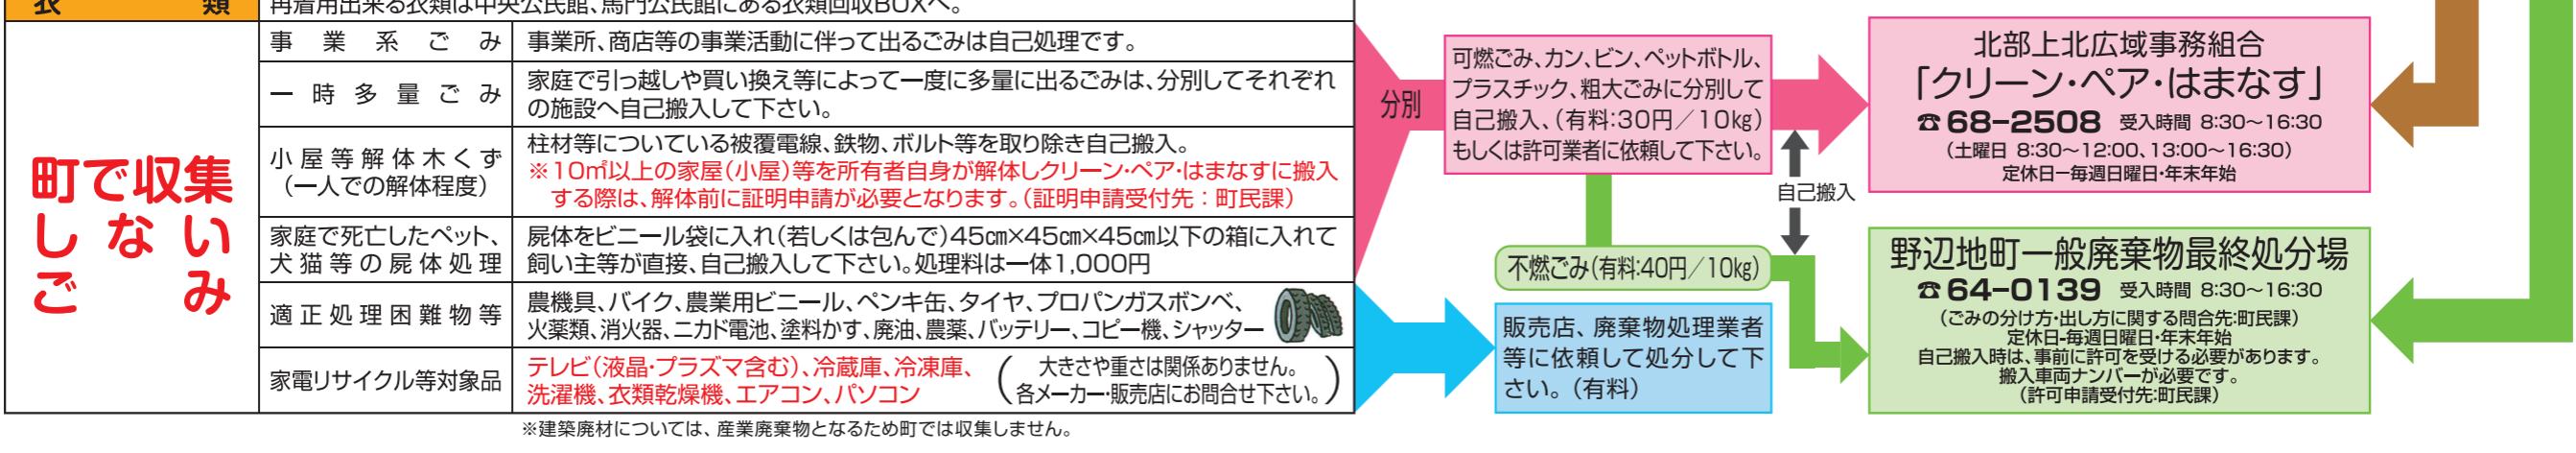 衣類
再着用出来る衣類は中央公民館、馬門公民館にある衣類回収BOXへ。
町で収集
しない
ごみ
事業系ごみ
事業所、商店等の事業活動に伴って出るごみは自己処理です。
一時多量ごみ
家庭で引っ越しや買い換え等によって一度に多量に出るごみは、分別してそれぞれ
の施設へ自己搬入して下さい。
小屋等解体木くず
（一人での解体程度）
柱材等についている被覆電線、鉄物、ボルト等を取り除き自己搬入。
※10㎡以上の家屋（小屋）等を所有者自身が解体しクリーン・ペア・はまなすに搬入
する際は、解体前に証明申請が必要となります。（証明申請受付先：町民課）
家庭で死亡したペット、
犬猫等の屍体処理
屍体をビニール袋に入れ（若しくは包んで）45㎝×45㎝×45㎝以下の箱に入れて
飼い主等が直接、自己搬入して下さい。処理料は一体1,000円
適正処理困難物等
農機具、バイク、農業用ビニール、ペンキ缶、タイヤ、プロパンガスボンベ、
火薬類、消火器、ニカド電池、塗料かす、廃油、農薬、バッテリー、コピー機、シャッター
家電リサイクル等対象品
テレビ（液晶・プラズマ含む）、冷蔵庫、冷凍庫、
洗濯機、衣類乾燥機、エアコン、パソコン
（大きさや重さは関係ありません。
各メーカー・販売店にお問合せ下さい。）
※建築廃材については、産業廃棄物となるため町では収集しません。
分別
可燃ごみ、カン、ビン、ペットボトル、
プラスチック、粗大ごみに分別して
自己搬入、（有料:30円／10㎏）
もしくは許可業者に依頼して下さい。
不燃ごみ（有料:40円／10㎏）
販売店、廃棄物処理業者
等に依頼して処分して下
さい。（有料）
自己搬入
北部上北広域事務組合
「クリーン・ペア・はまなす」
☎68−2508 受入時間 8:30〜16:30
（土曜日 8:30〜12:00、13:00〜16:30）
定休日ー毎週日曜日・年末年始
野辺地町一般廃棄物最終処分場
☎64−0139 受入時間 8:30〜16:30
（ごみの分け方・出し方に関する問合先:町民課）
定休日-毎週日曜日・年末年始
自己搬入時は、事前に許可を受ける必要があります。
搬入車両ナンバーが必要です。
（許可申請受付先:町民課）